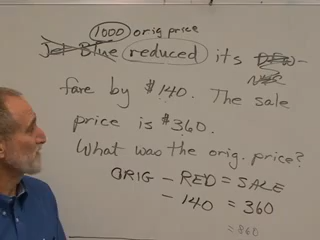 1000 orig price
Jet Blue reduced its
fare by $140. The sale
price is $360.
What was the orig. price?
ORIG - RED = SALE
- 140 = 360
= 360